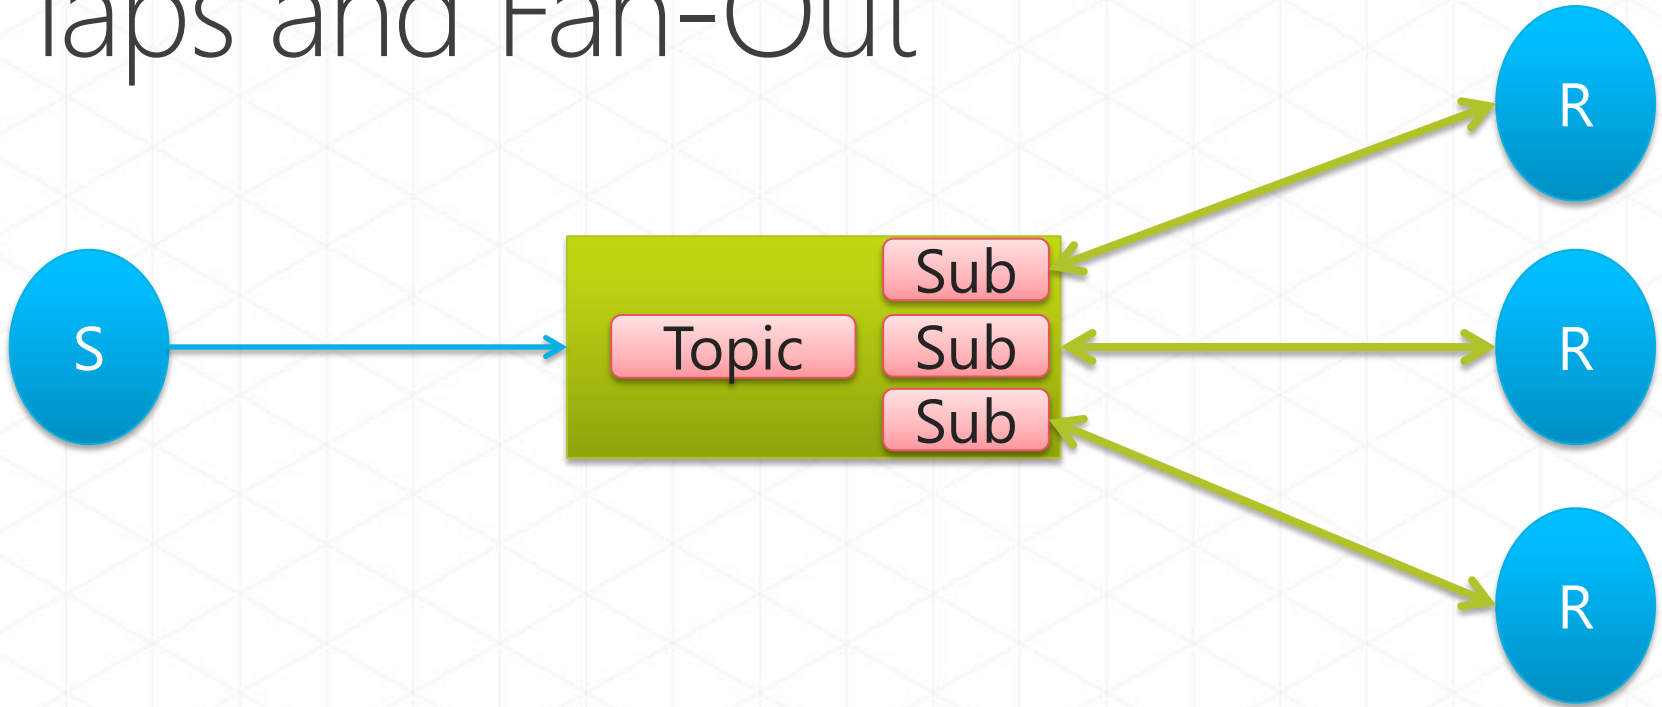 Taps and Fan-Out
R
Sub
S
Topic
Sub
R
Sub
R